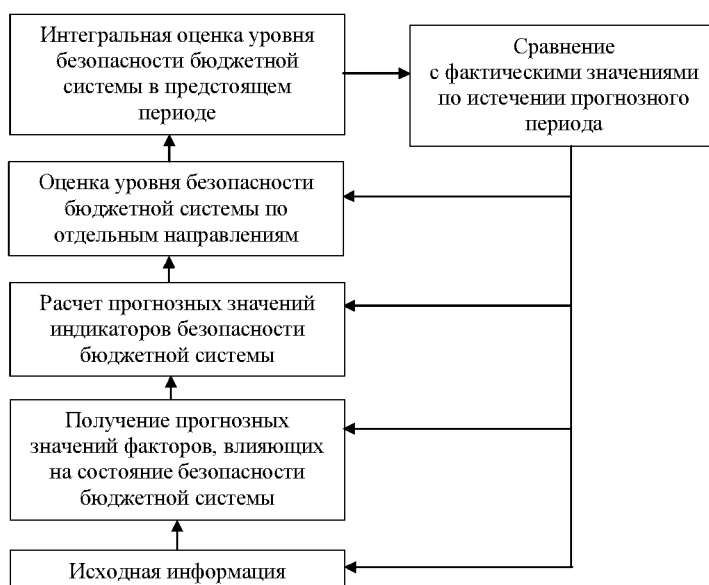 Интегральная оценка уровня
безопасности бюджетной
системы в предстоящем
периоде
Сравнение
с фактическими значениями
по истечении прогнозного
периода
Оценка уровня безопасности
бюджетной системы по
отдельным направлениям
Расчет прогнозных значений
индикаторов безопасности
бюджетной системы
Получение прогнозных
значений факторов, влияющих
на состояние безопасности
бюджетной системы
Исходная информация